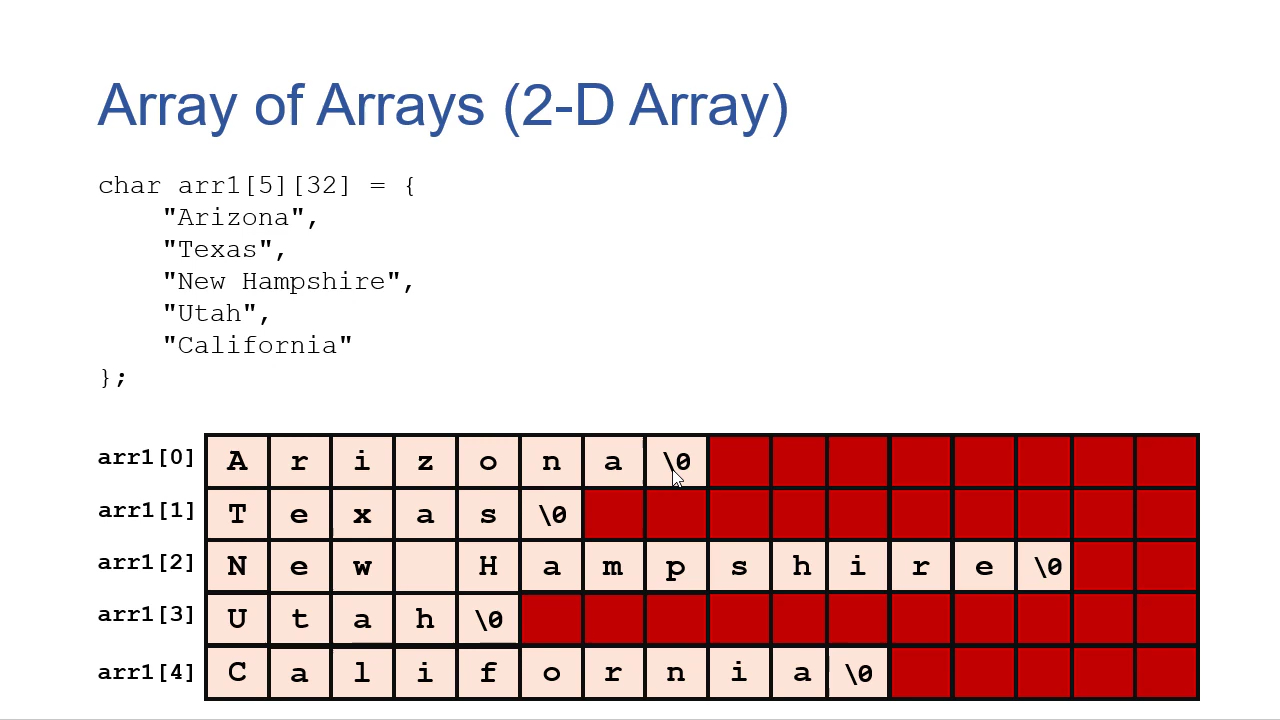 Array of Arrays (2-D Array)
char arr1[5][32] = {
    "Arizona",
    "Texas",
    "New Hampshire",
    "Utah",
    "California"
};
arr1[0] A r i z o n a \0
arr1[1] T e x a s \0
arr1[2] N e w   H a m p s h i r e \0
arr1[3] U t a h \0
arr1[4] C a l i f o r n i a \0